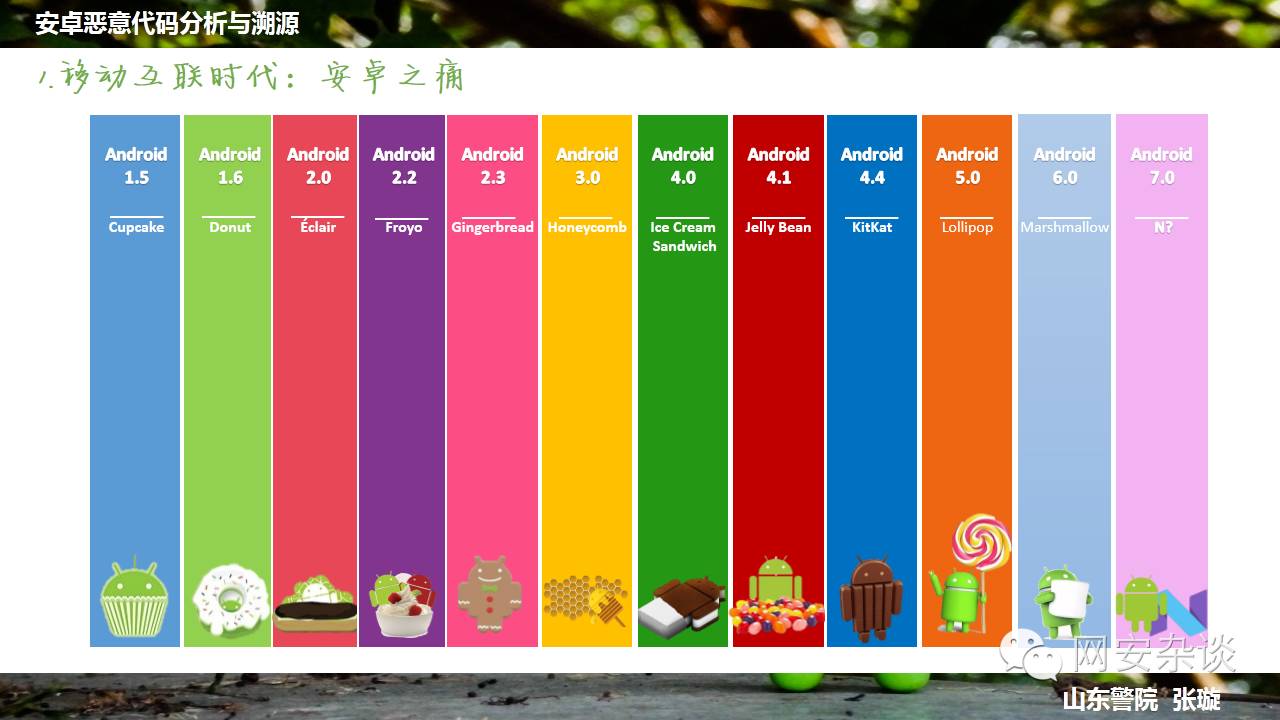 安卓恶意代码分析与溯源
1.移动互联时代：安卓之痛
Android
1.5
Cupcake
Android
1.6
Donut
Android
2.0
Éclair
Android
2.2
Froyo
Android
2.3
Gingerbread
Android
3.0
Honeycomb
Android
4.0
Ice Cream
Sandwich
Android
4.1
Jelly Bean
Android
4.4
KitKat
Android
5.0
Lollipop
Android
6.0
Marshmallow
Android
7.0
N?
网安杂谈
山东警院 张璇